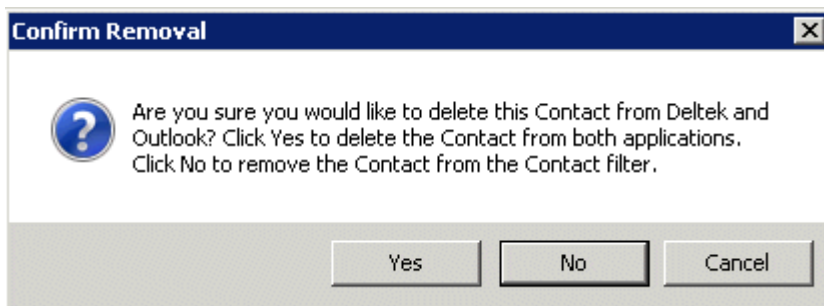 Confirm Removal
Are you sure you would like to delete this Contact from Deltek and
Outlook? Click Yes to delete the Contact from both applications.
Click No to remove the Contact from the Contact filter.
Yes No Cancel